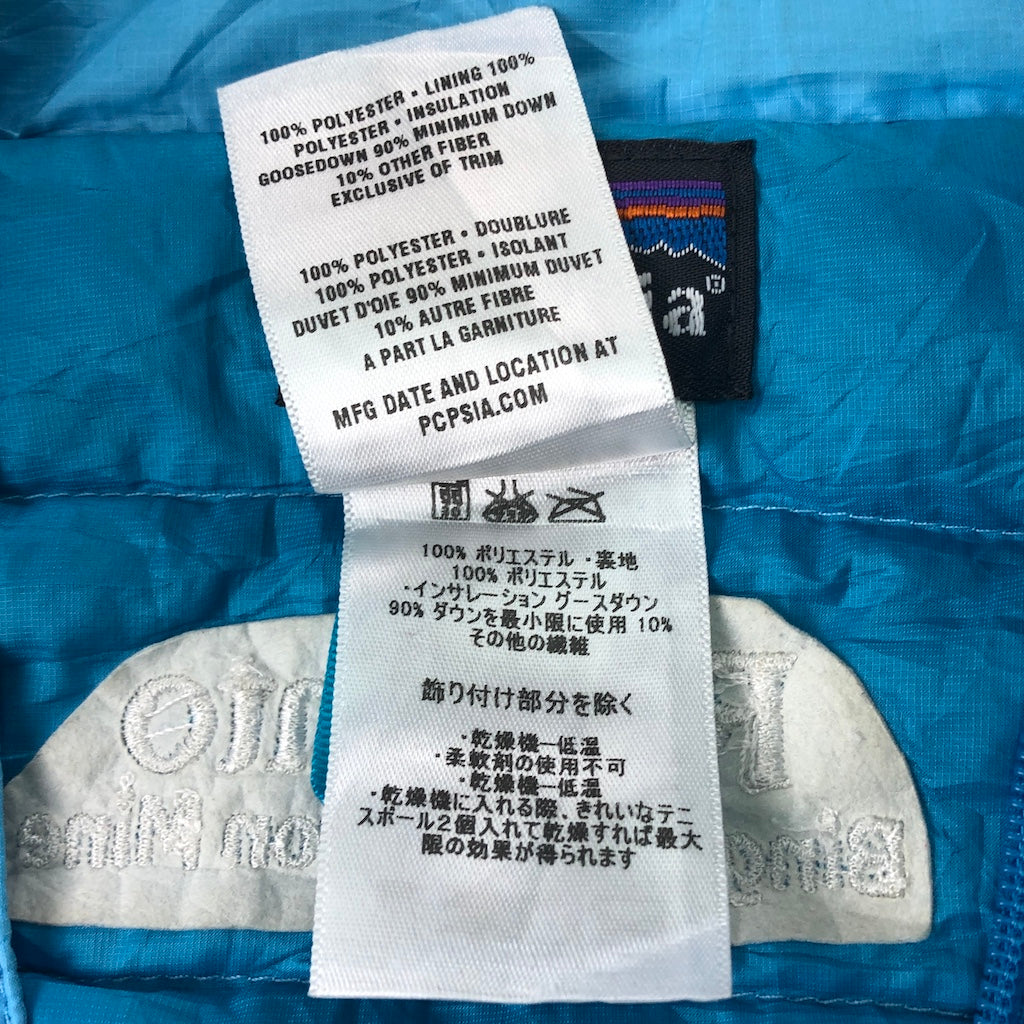 100% POLYESTER • LINING 100%
POLYESTER • INSULATION
GOOSEDOWN 90% MINIMUM DOWN
10% OTHER FIBER
EXCLUSIVE OF TRIM
100% POLYESTER • DOUBLURE
100% POLYESTER • ISOLANT
DUVET D'OIE 90% MINIMUM DUVET
10% AUTRE FIBRE
A PART LA GARNITURE
MFG DATE AND LOCATION AT
PCPSIA.COM
ia®
100% ポリエステル ・裏地
100% ポリエステル
・インサレーション グースダウン
90% ダウンを最小限に使用 10%
その他の繊維
飾り付け部分を除く
・乾燥機ー低温
・柔軟剤の使用不可
・乾燥機ー低温
・乾燥機に入れる際、きれいなテニ
スボール2個入れて乾燥すれば最大
限の効果が得られます